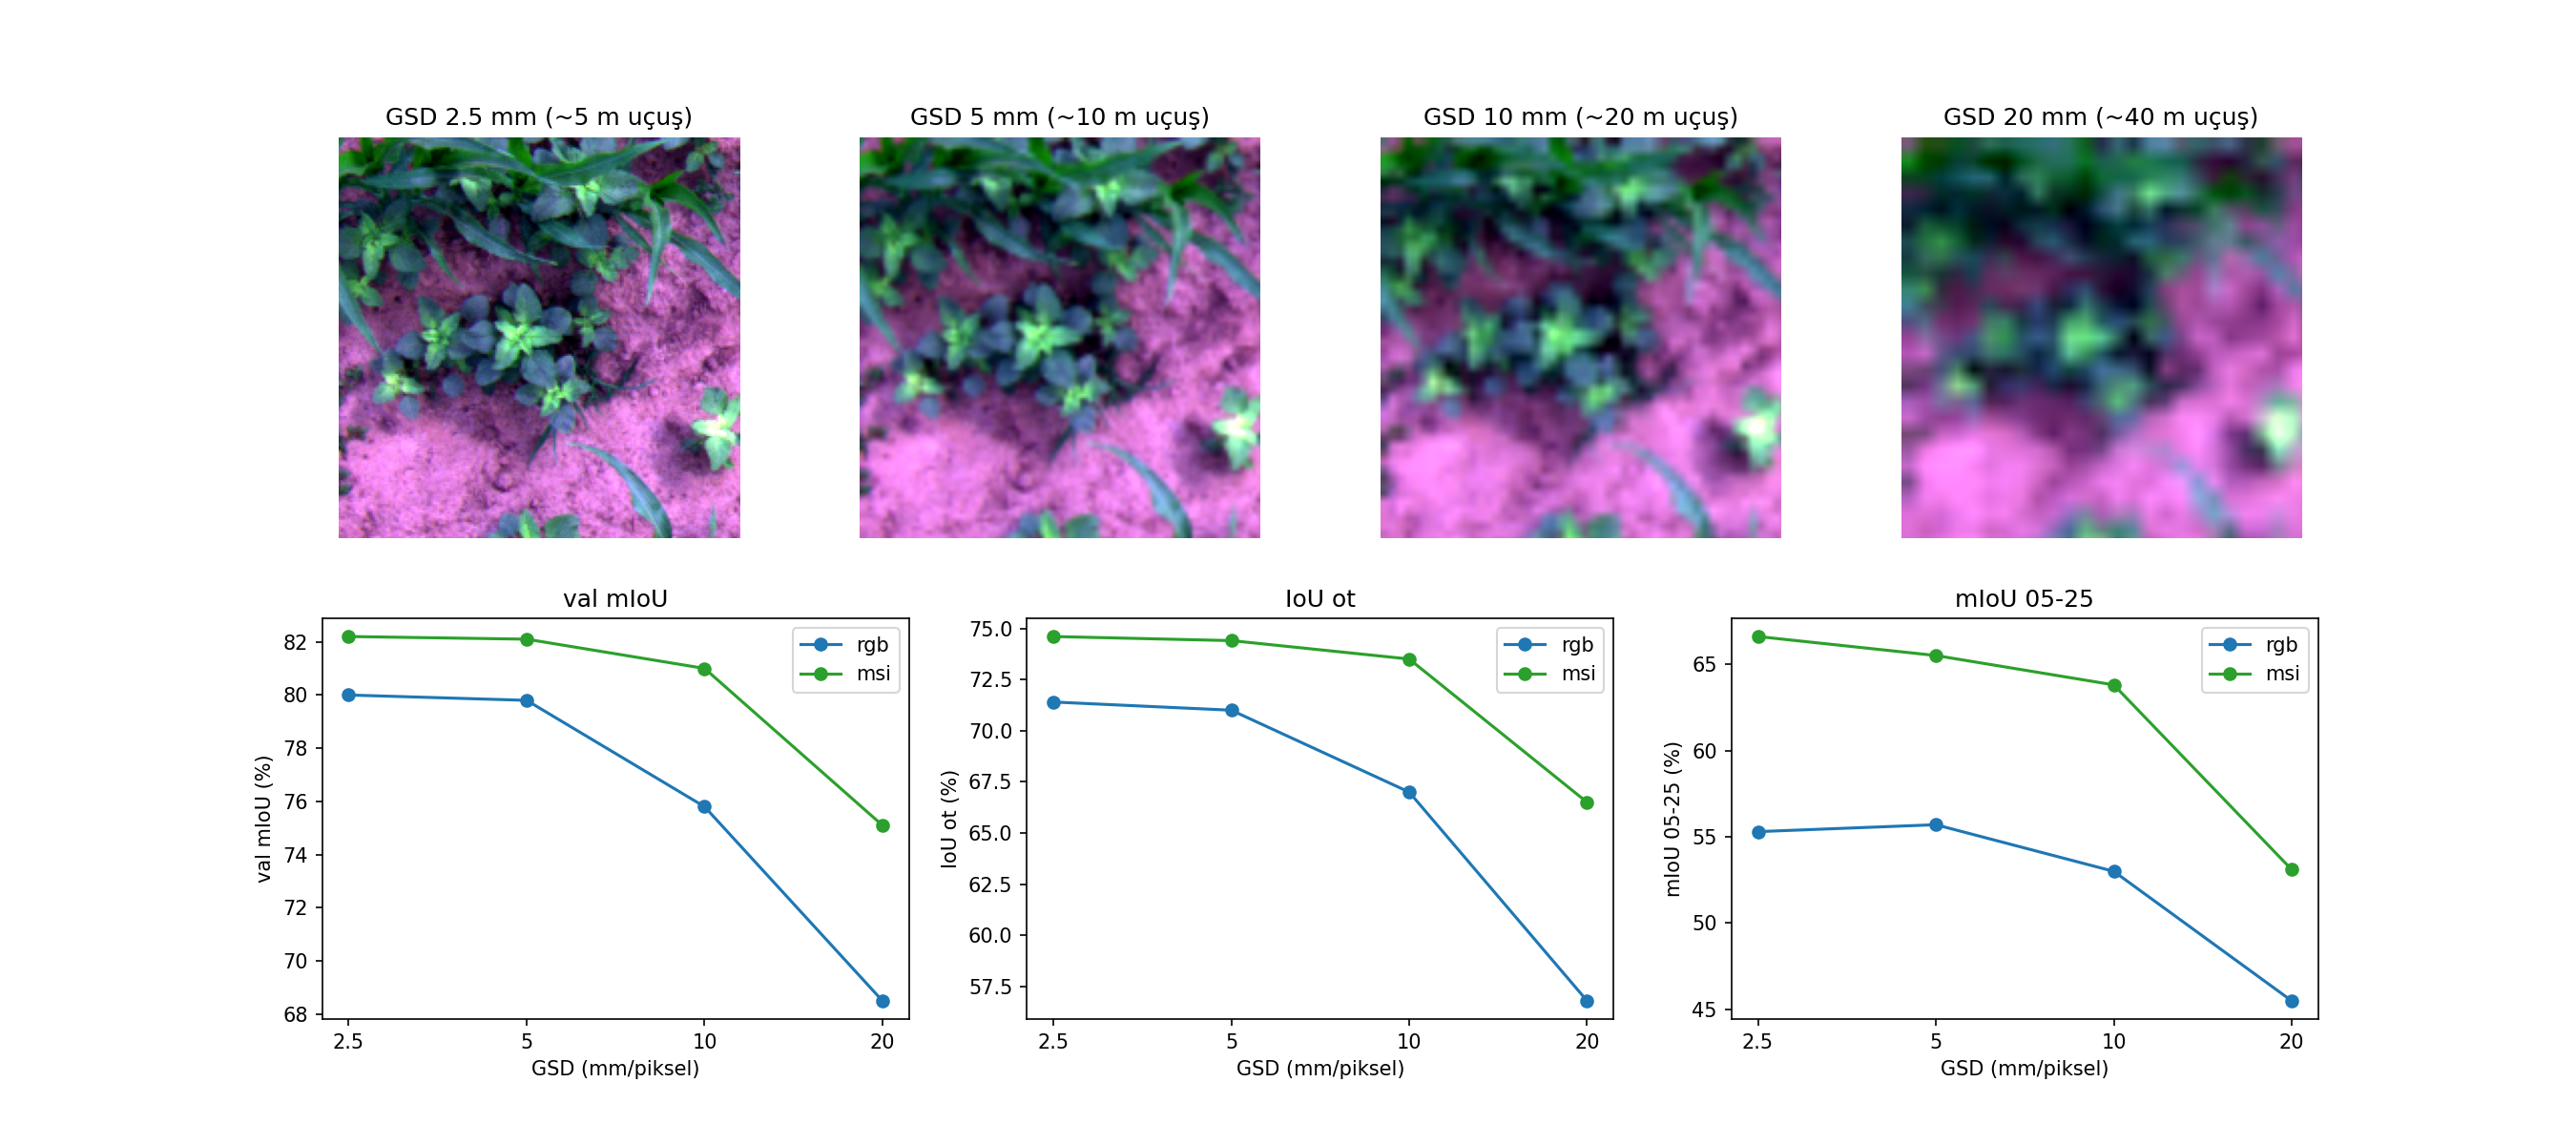 GSD 2.5 mm (~5 m uçuş)
GSD 5 mm (~10 m uçuş)
GSD 10 mm (~20 m uçuş)
GSD 20 mm (~40 m uçuş)
val mIoU
val mIoU (%)
82
80
78
76
74
72
70
68
rgb
msi
2.5
5
10
20
GSD (mm/piksel)
IoU ot
IoU ot (%)
75.0
72.5
70.0
67.5
65.0
62.5
60.0
57.5
rgb
msi
2.5
5
10
20
GSD (mm/piksel)
mIoU 05-25
mIoU 05-25 (%)
65
60
55
50
45
rgb
msi
2.5
5
10
20
GSD (mm/piksel)